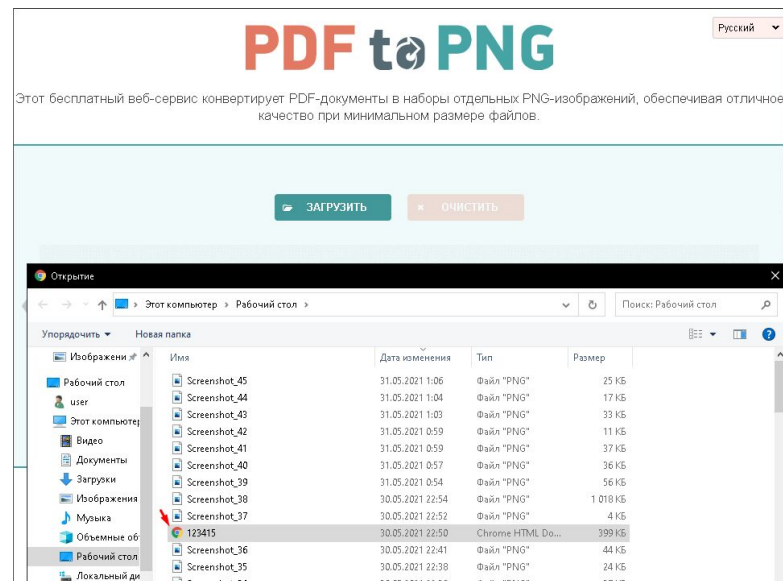 PDF to PNG
Русский
Этот бесплатный веб-сервис конвертирует PDF-документы в наборы отдельных PNG-изображений, обеспечивая отличное
качество при минимальном размере файлов.
ЗАГРУЗИТЬ
ОЧИСТИТЬ
Открытие
Этот компьютер > Рабочий стол >
Поиск: Рабочий стол
Упорядочить
Новая папка
Изображени
Имя
Дата изменения
Тип
Размер
Рабочий стол
user
Этот компьютер
Видео
Документы
Загрузки
Изображения
Музыка
Объемные об
Рабочий стол
Локальный ди
Screenshot_45 31.05.2021 1:06 Файл "PNG" 25 КБ
Screenshot_44 31.05.2021 1:04 Файл "PNG" 17 КБ
Screenshot_43 31.05.2021 1:03 Файл "PNG" 33 КБ
Screenshot_42 31.05.2021 0:59 Файл "PNG" 11 КБ
Screenshot_41 31.05.2021 0:59 Файл "PNG" 37 КБ
Screenshot_40 31.05.2021 0:57 Файл "PNG" 36 КБ
Screenshot_39 31.05.2021 0:54 Файл "PNG" 56 КБ
Screenshot_38 30.05.2021 22:54 Файл "PNG" 1 018 КБ
Screenshot_37 30.05.2021 22:52 Файл "PNG" 4 КБ
123415 30.05.2021 22:50 Chrome HTML Do... 399 КБ
Screenshot_36 30.05.2021 22:41 Файл "PNG" 44 КБ
Screenshot_35 30.05.2021 22:38 Файл "PNG" 24 КБ